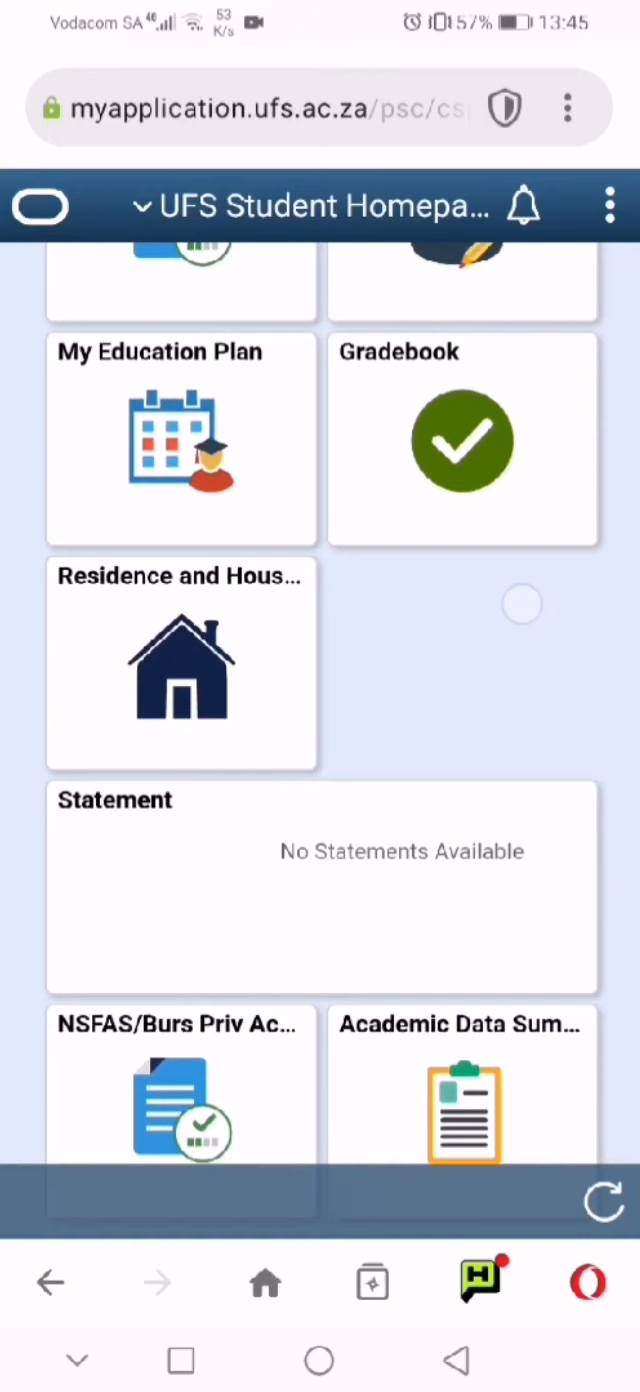 Vodacom SA 4G 53 K/s 57% 13:45
myapplication.ufs.ac.za/psc/cs
UFS Student Homepa...
My Education Plan Gradebook
Residence and Hous...
Statement
No Statements Available
NSFAS/Burs Priv Ac... Academic Data Sum...
H